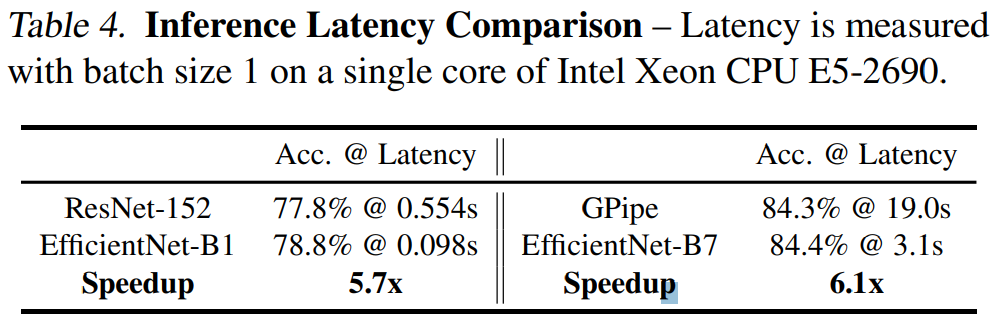 Table 4. Inference Latency Comparison – Latency is measured
with batch size 1 on a single core of Intel Xeon CPU E5-2690.
Acc. @ Latency Acc. @ Latency
ResNet-152 77.8% @ 0.554s GPipe 84.3% @ 19.0s
EfficientNet-B1 78.8% @ 0.098s EfficientNet-B7 84.4% @ 3.1s
Speedup 5.7x Speedup 6.1x